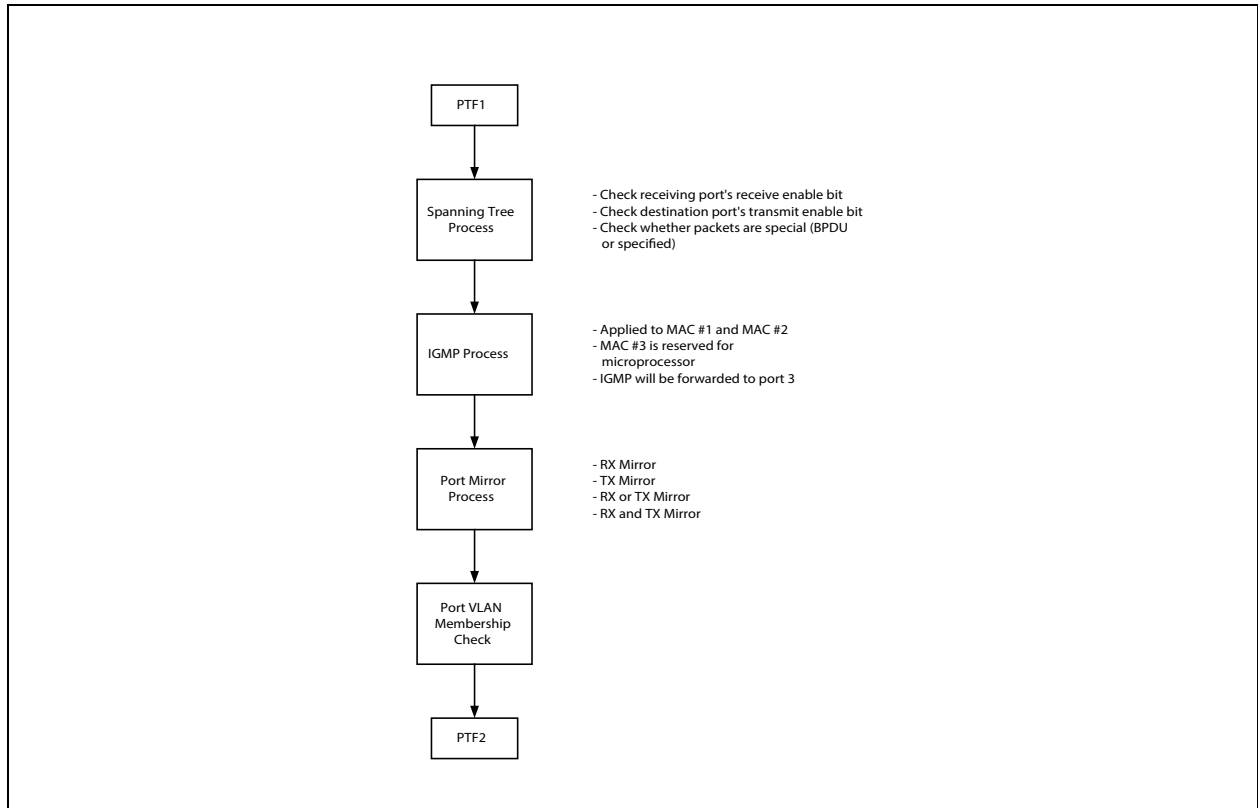 PTF1
Spanning Tree
Process
- Check receiving port's receive enable bit
- Check destination port's transmit enable bit
- Check whether packets are special (BPDU
or specified)
IGMP Process
- Applied to MAC #1 and MAC #2
- MAC #3 is reserved for
microprocessor
- IGMP will be forwarded to port 3
Port Mirror
Process
- RX Mirror
- TX Mirror
- RX or TX Mirror
- RX and TX Mirror
Port VLAN
Membership
Check
PTF2